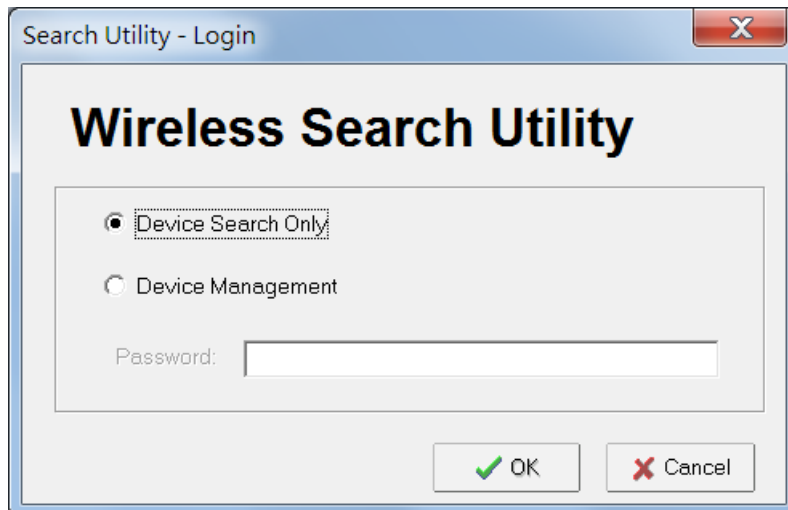 Search Utility - Login
Wireless Search Utility
Device Search Only
Device Management
Password:
OK
Cancel